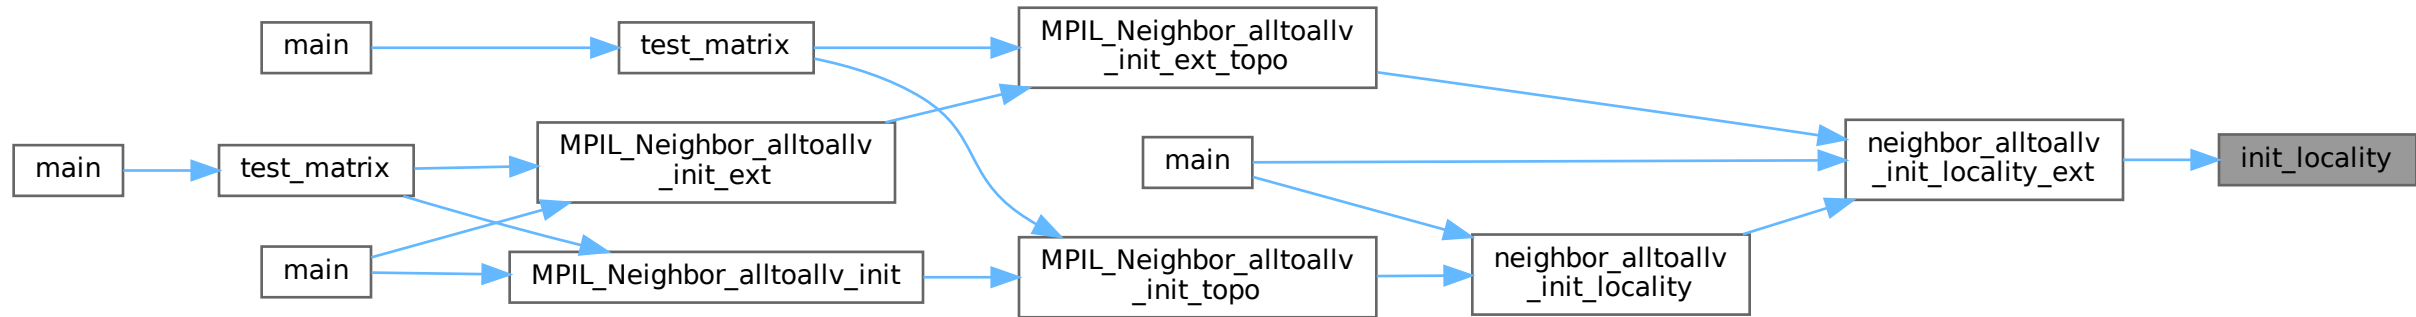 main
test_matrix
MPIL_Neighbor_alltoallv
_init_ext_topo
main
test_matrix
MPIL_Neighbor_alltoallv
_init_ext
main
neighbor_alltoallv
_init_locality_ext
init_locality
main
MPIL_Neighbor_alltoallv_init
MPIL_Neighbor_alltoallv
_init_topo
neighbor_alltoallv
_init_locality